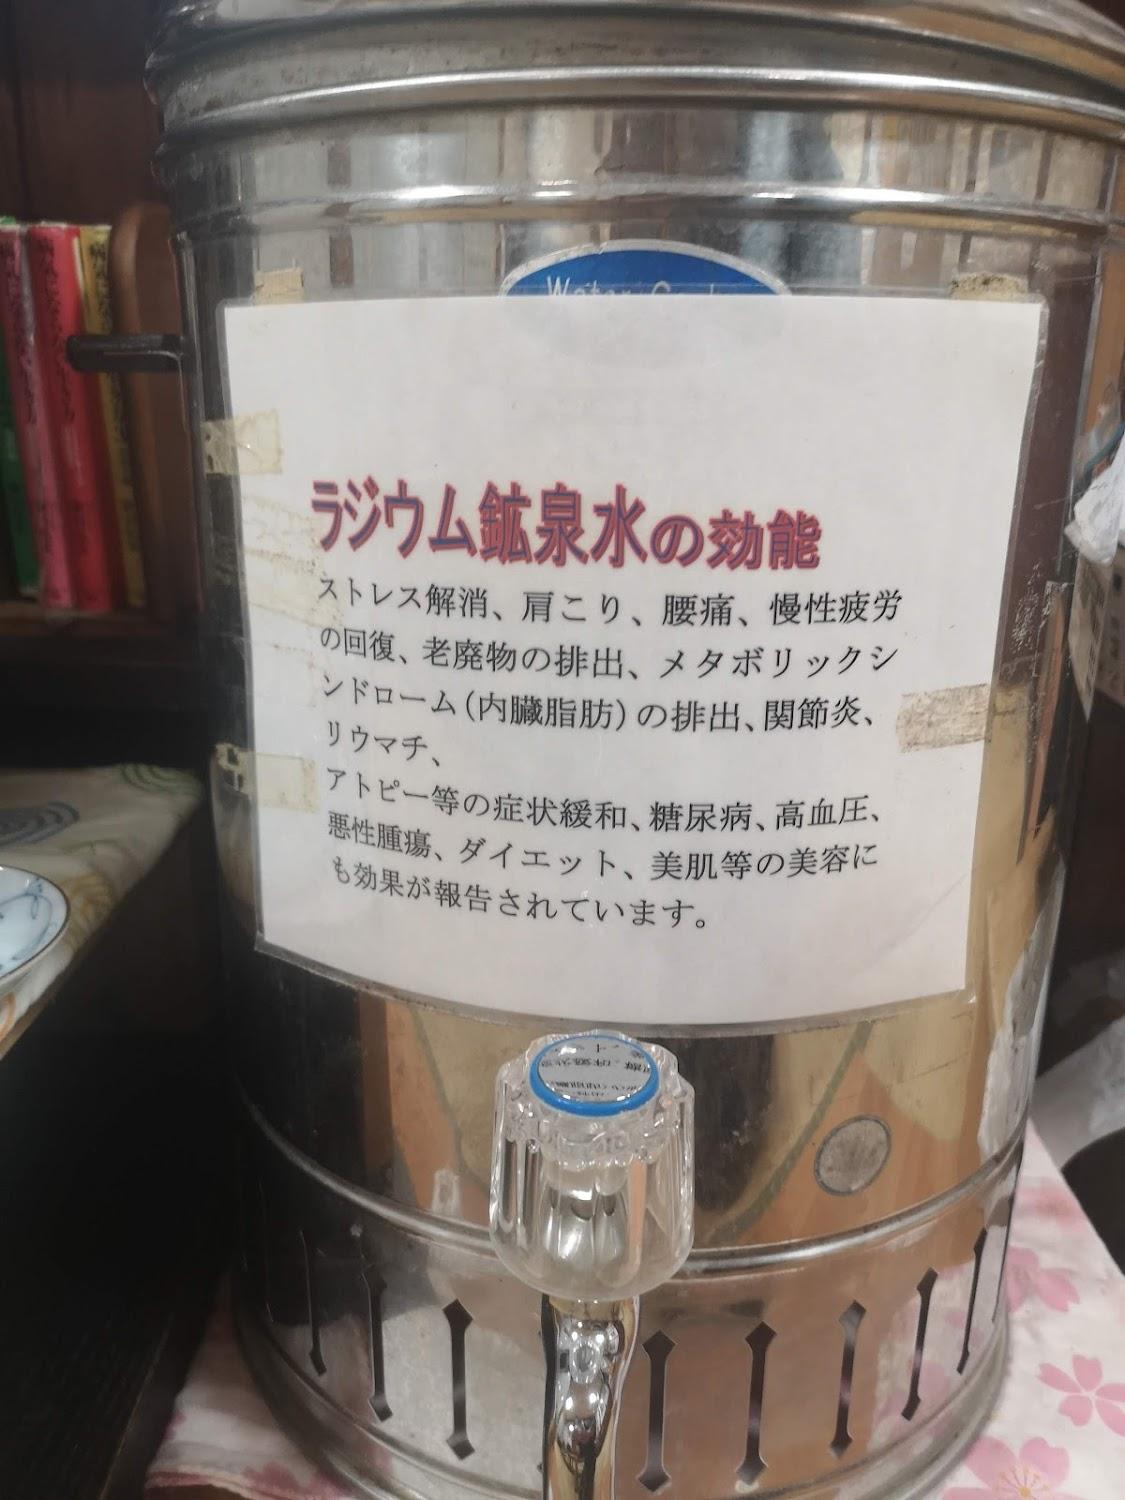 Water
ラジウム鉱泉水の効能
ストレス解消、肩こり、腰痛、慢性疲労
の回復、老廃物の排出、メタボリックシ
ンドローム(内臓脂肪)の排出、関節炎、
リウマチ、
アトピー等の症状緩和、糖尿病、高血圧、
悪性腫瘍、ダイエット、美肌等の美容に
も効果が報告されています。